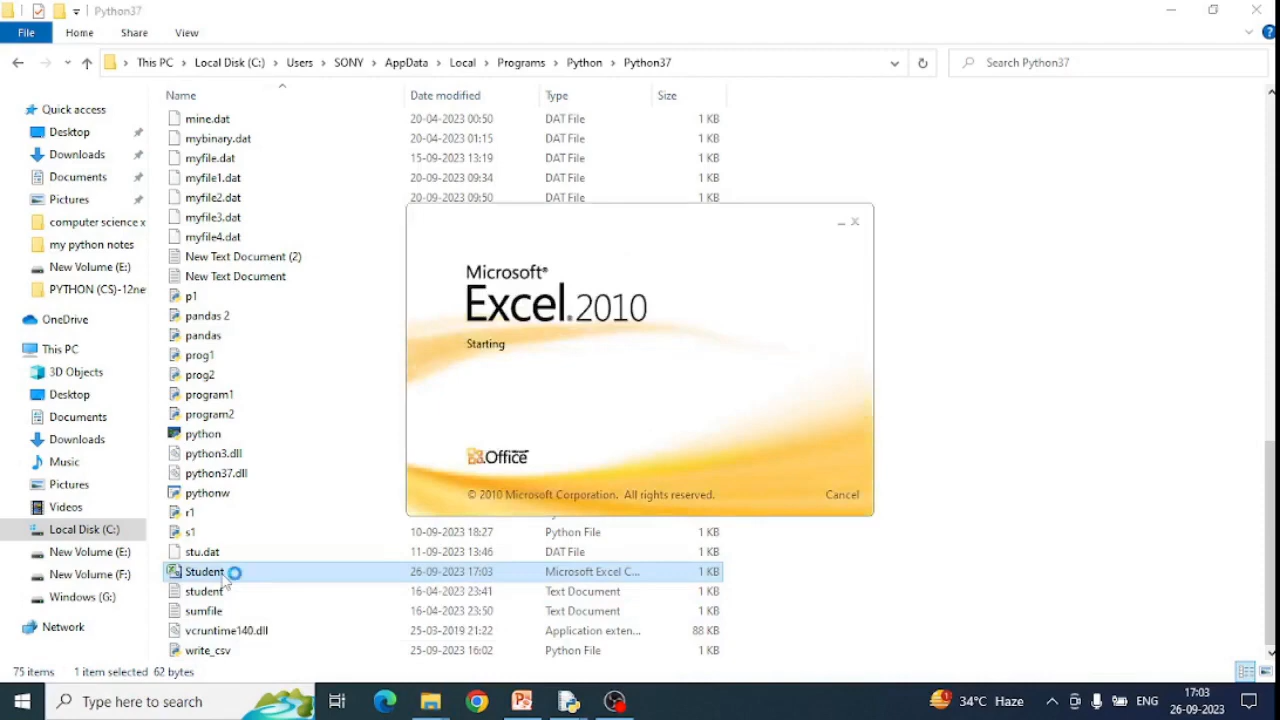 Python37
File Home Share View
This PC Local Disk (C:) Users SONY AppData Local Programs Python Python37 Search Python37
Name Date modified Type Size
Quick access
Desktop
Downloads
Documents
Pictures
computer science x
my python notes
New Volume (E:)
PYTHON (CS)-12ne
OneDrive
This PC
3D Objects
Desktop
Documents
Downloads
Music
Pictures
Videos
Local Disk (C:)
New Volume (E:)
New Volume (F:)
Windows (G:)
Network
mine.dat 20-04-2023 00:50 DAT File 1 KB
mybinary.dat 20-04-2023 01:15 DAT File 1 KB
myfile.dat 15-09-2023 13:19 DAT File 1 KB
myfile1.dat 20-09-2023 09:34 DAT File 1 KB
myfile2.dat 20-09-2023 09:50 DAT File 1 KB
myfile3.dat
myfile4.dat
New Text Document (2)
New Text Document
p1
pandas 2
pandas
prog1
prog2
program1
program2
python
python3.dll
python37.dll
pythonw
r1
s1 10-09-2023 18:27 Python File 1 KB
stu.dat 11-09-2023 13:46 DAT File 1 KB
Student 26-09-2023 17:03 Microsoft Excel C... 1 KB
student 16-04-2023 23:41 Text Document 1 KB
sumfile 16-04-2023 23:50 Text Document 1 KB
vcruntime140.dll 25-03-2019 21:22 Application exten... 88 KB
write_csv 25-09-2023 16:02 Python File 1 KB
Microsoft®
Excel®2010
Starting
Office
© 2010 Microsoft Corporation. All rights reserved. Cancel
75 items 1 item selected 62 bytes
Type here to search
34°C Haze
ENG
17:03
26-09-2023